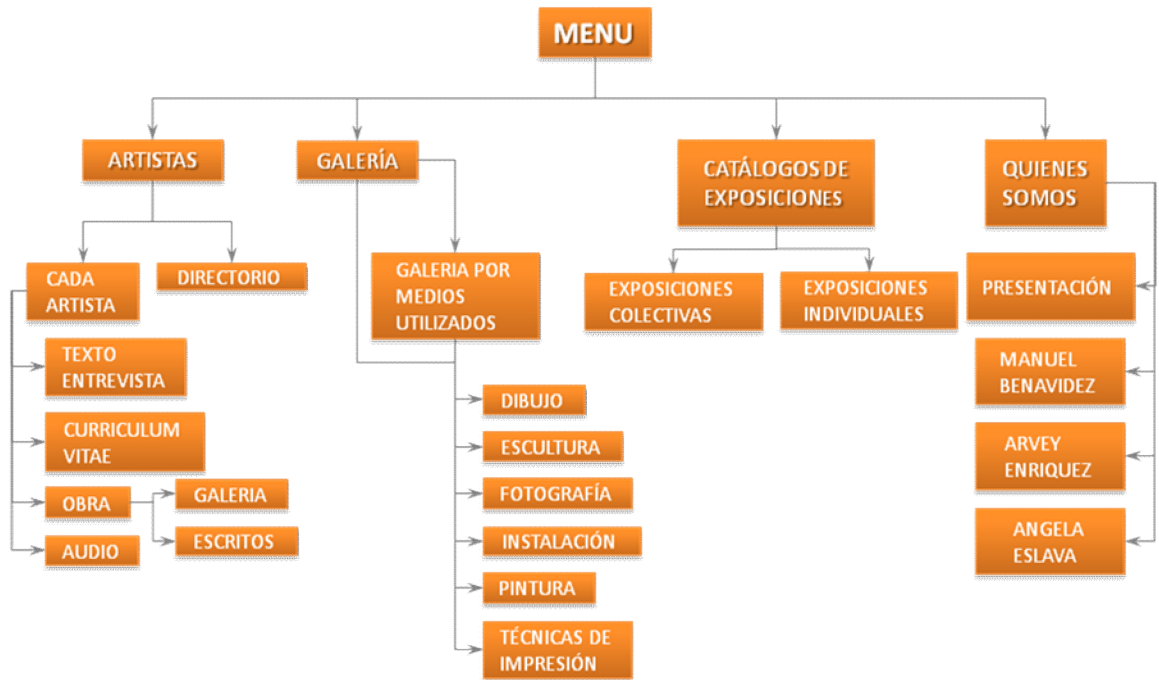 MENU
ARTISTAS
GALERÍA
CATÁLOGOS DE
EXPOSICIONEs
QUIENES
SOMOS
CADA
ARTISTA
DIRECTORIO
GALERIA POR
MEDIOS
UTILIZADOS
EXPOSICIONES
COLECTIVAS
EXPOSICIONES
INDIVIDUALES
PRESENTACIÓN
TEXTO
ENTREVISTA
CURRICULUM
VITAE
OBRA
GALERIA
ESCRITOS
AUDIO
DIBUJO
ESCULTURA
FOTOGRAFÍA
INSTALACIÓN
PINTURA
TÉCNICAS DE
IMPRESIÓN
MANUEL
BENAVIDEZ
ARVEY
ENRIQUEZ
ANGELA
ESLAVA